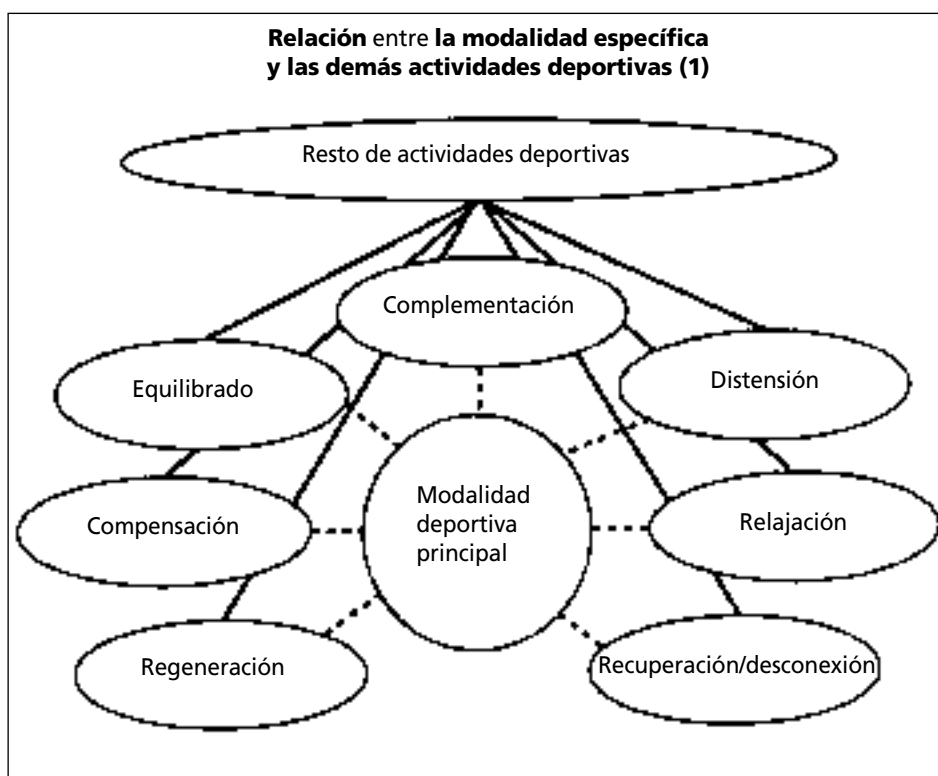 Relación entre la modalidad específica
y las demás actividades deportivas (1)
Resto de actividades deportivas
Complementación
Equilibrado
Distensión
Modalidad
deportiva
principal
Compensación
Relajación
Regeneración
Recuperación/desconexión